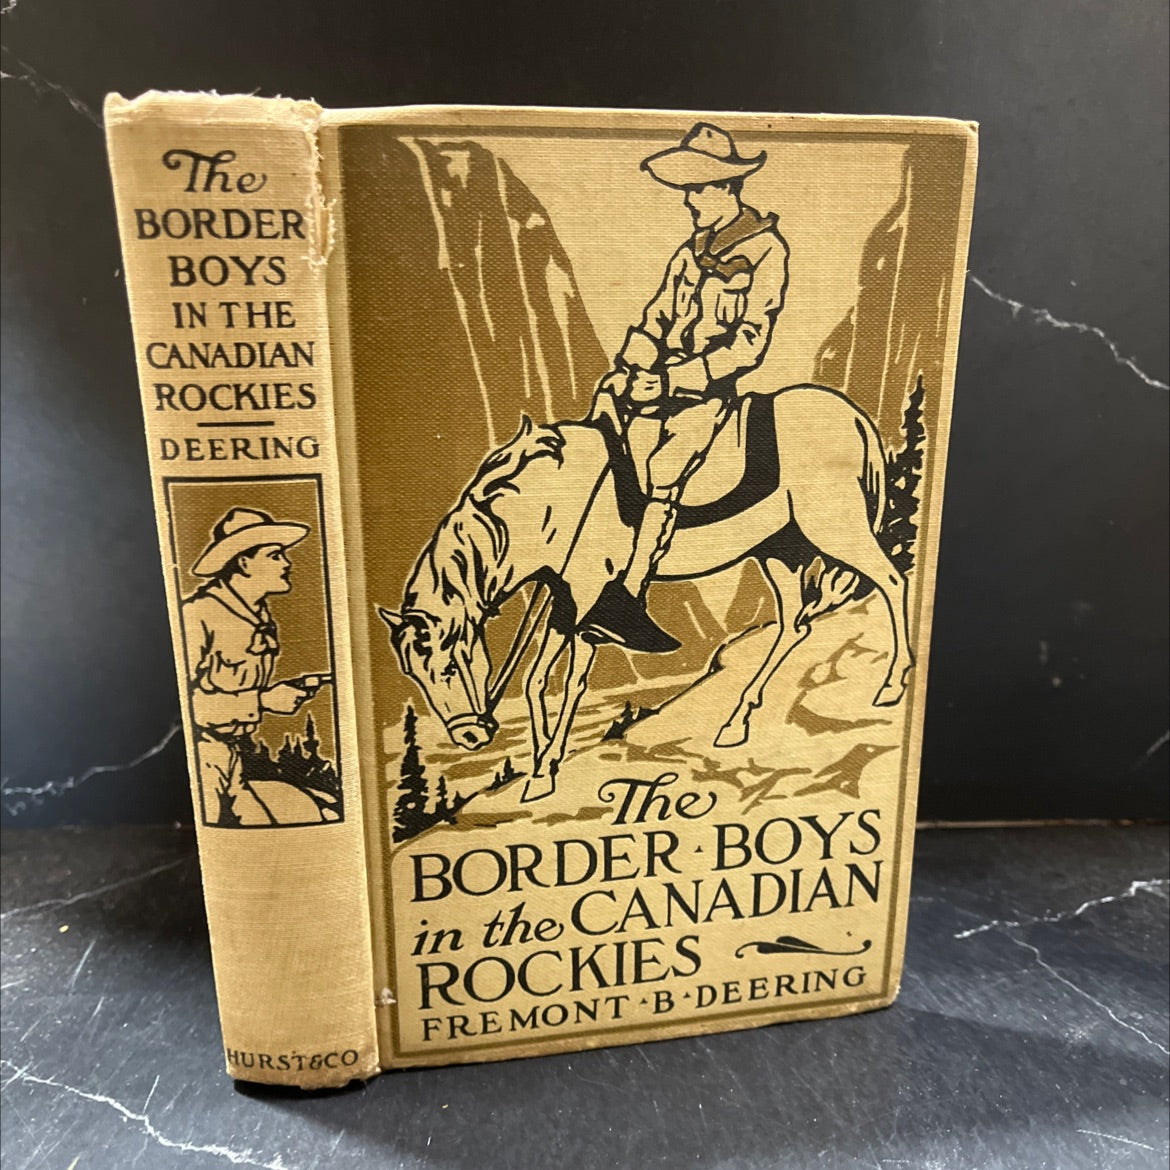 The
BORDER
BOYS
IN THE
CANADIAN
ROCKIES
DEERING
HURST&CO
The
BORDER · BOYS
in the CANADIAN
ROCKIES
FREMONT · B · DEERING